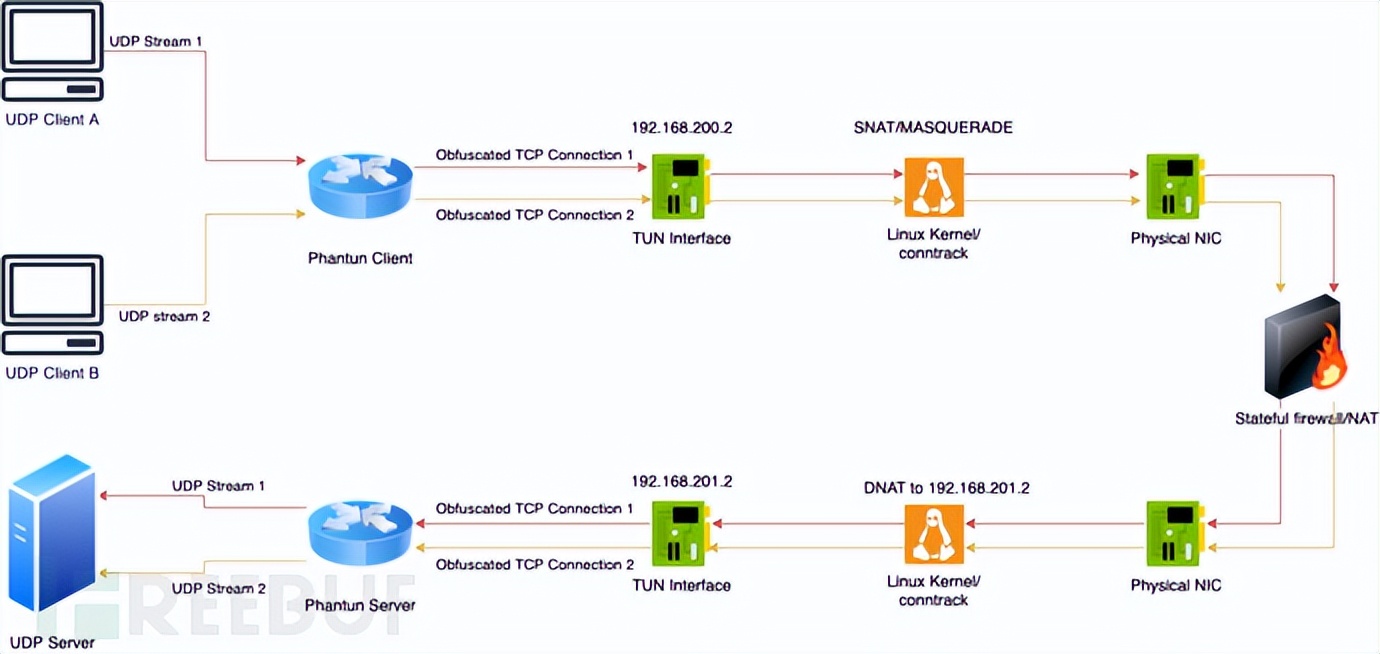 UDP Stream 1
UDP Client A
192.168.200.2
SNAT/MASQUERADE
Obfuscated TCP Connection 1
Obfuscated TCP Connection 2
Phantun Client
TUN Interface
Linux Kernel/
conntrack
Physical NIC
UDP stream 2
UDP Client B
Stateful firewall/NAT
192.168.201.2
DNAT to 192.168.201.2
UDP Stream 1
Obfuscated TCP Connection 1
Obfuscated TCP Connection 2
UDP Stream 2
Phantun Server
TUN Interface
Linux Kernel/
conntrack
Physical NIC
FREEBUF
UDP Server